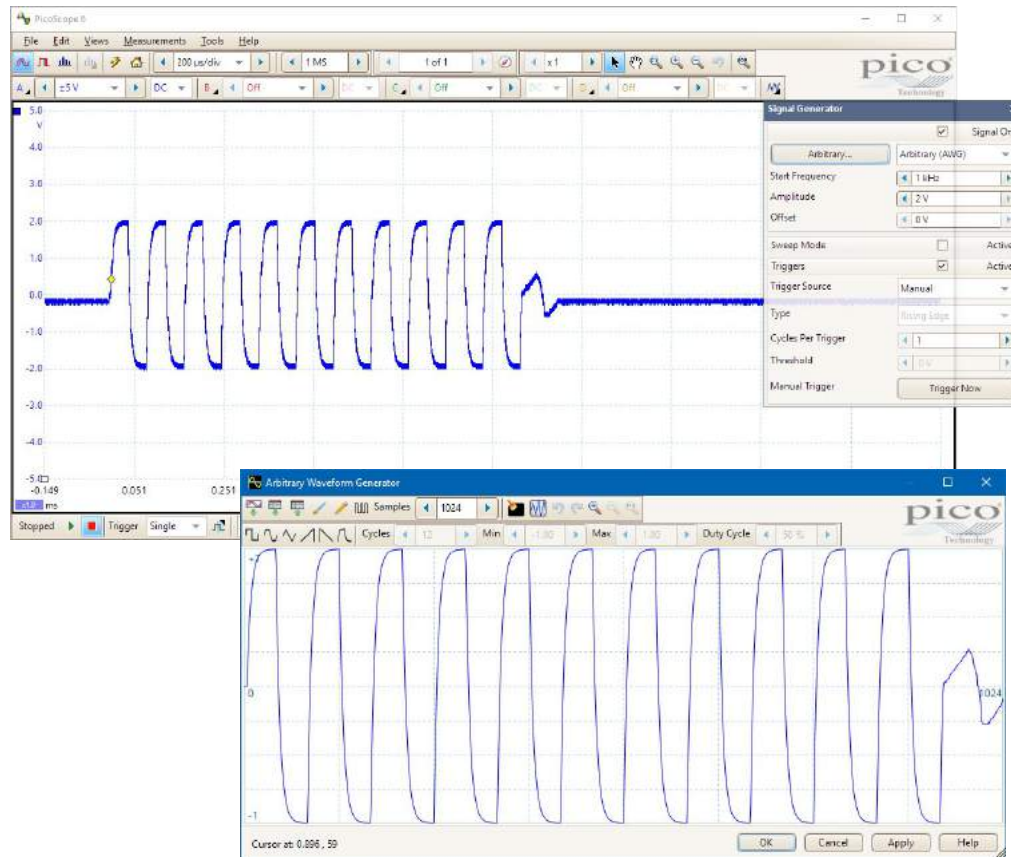 PicoScope 6
File Edit Views Measurements Tools Help
200 µs/div 1 MS 1 of 1 x1
pico
Technology
A ±5 V DC B Off DC C Off DC D Off DC
5.0
V
4.0
3.0
2.0
1.0
0.0
-1.0
-2.0
-3.0
-4.0
-5.0
-0.149 0.051 0.251
x1.0 ms
Stopped Trigger Single
Signal Generator
Signal On
Arbitrary... Arbitrary (AWG)
Start Frequency 1 kHz
Amplitude 2 V
Offset 0 V
Sweep Mode Active
Triggers Active
Trigger Source Manual
Type Rising Edge
Cycles Per Trigger 1
Threshold 0 V
Manual Trigger Trigger Now
Arbitrary Waveform Generator
Samples 1024
pico
Technology
Cycles 12 Min -1.00 Max 1.00 Duty Cycle 50 %
0
1024
-1
Cursor at: 0.896 , 59
OK Cancel Apply Help